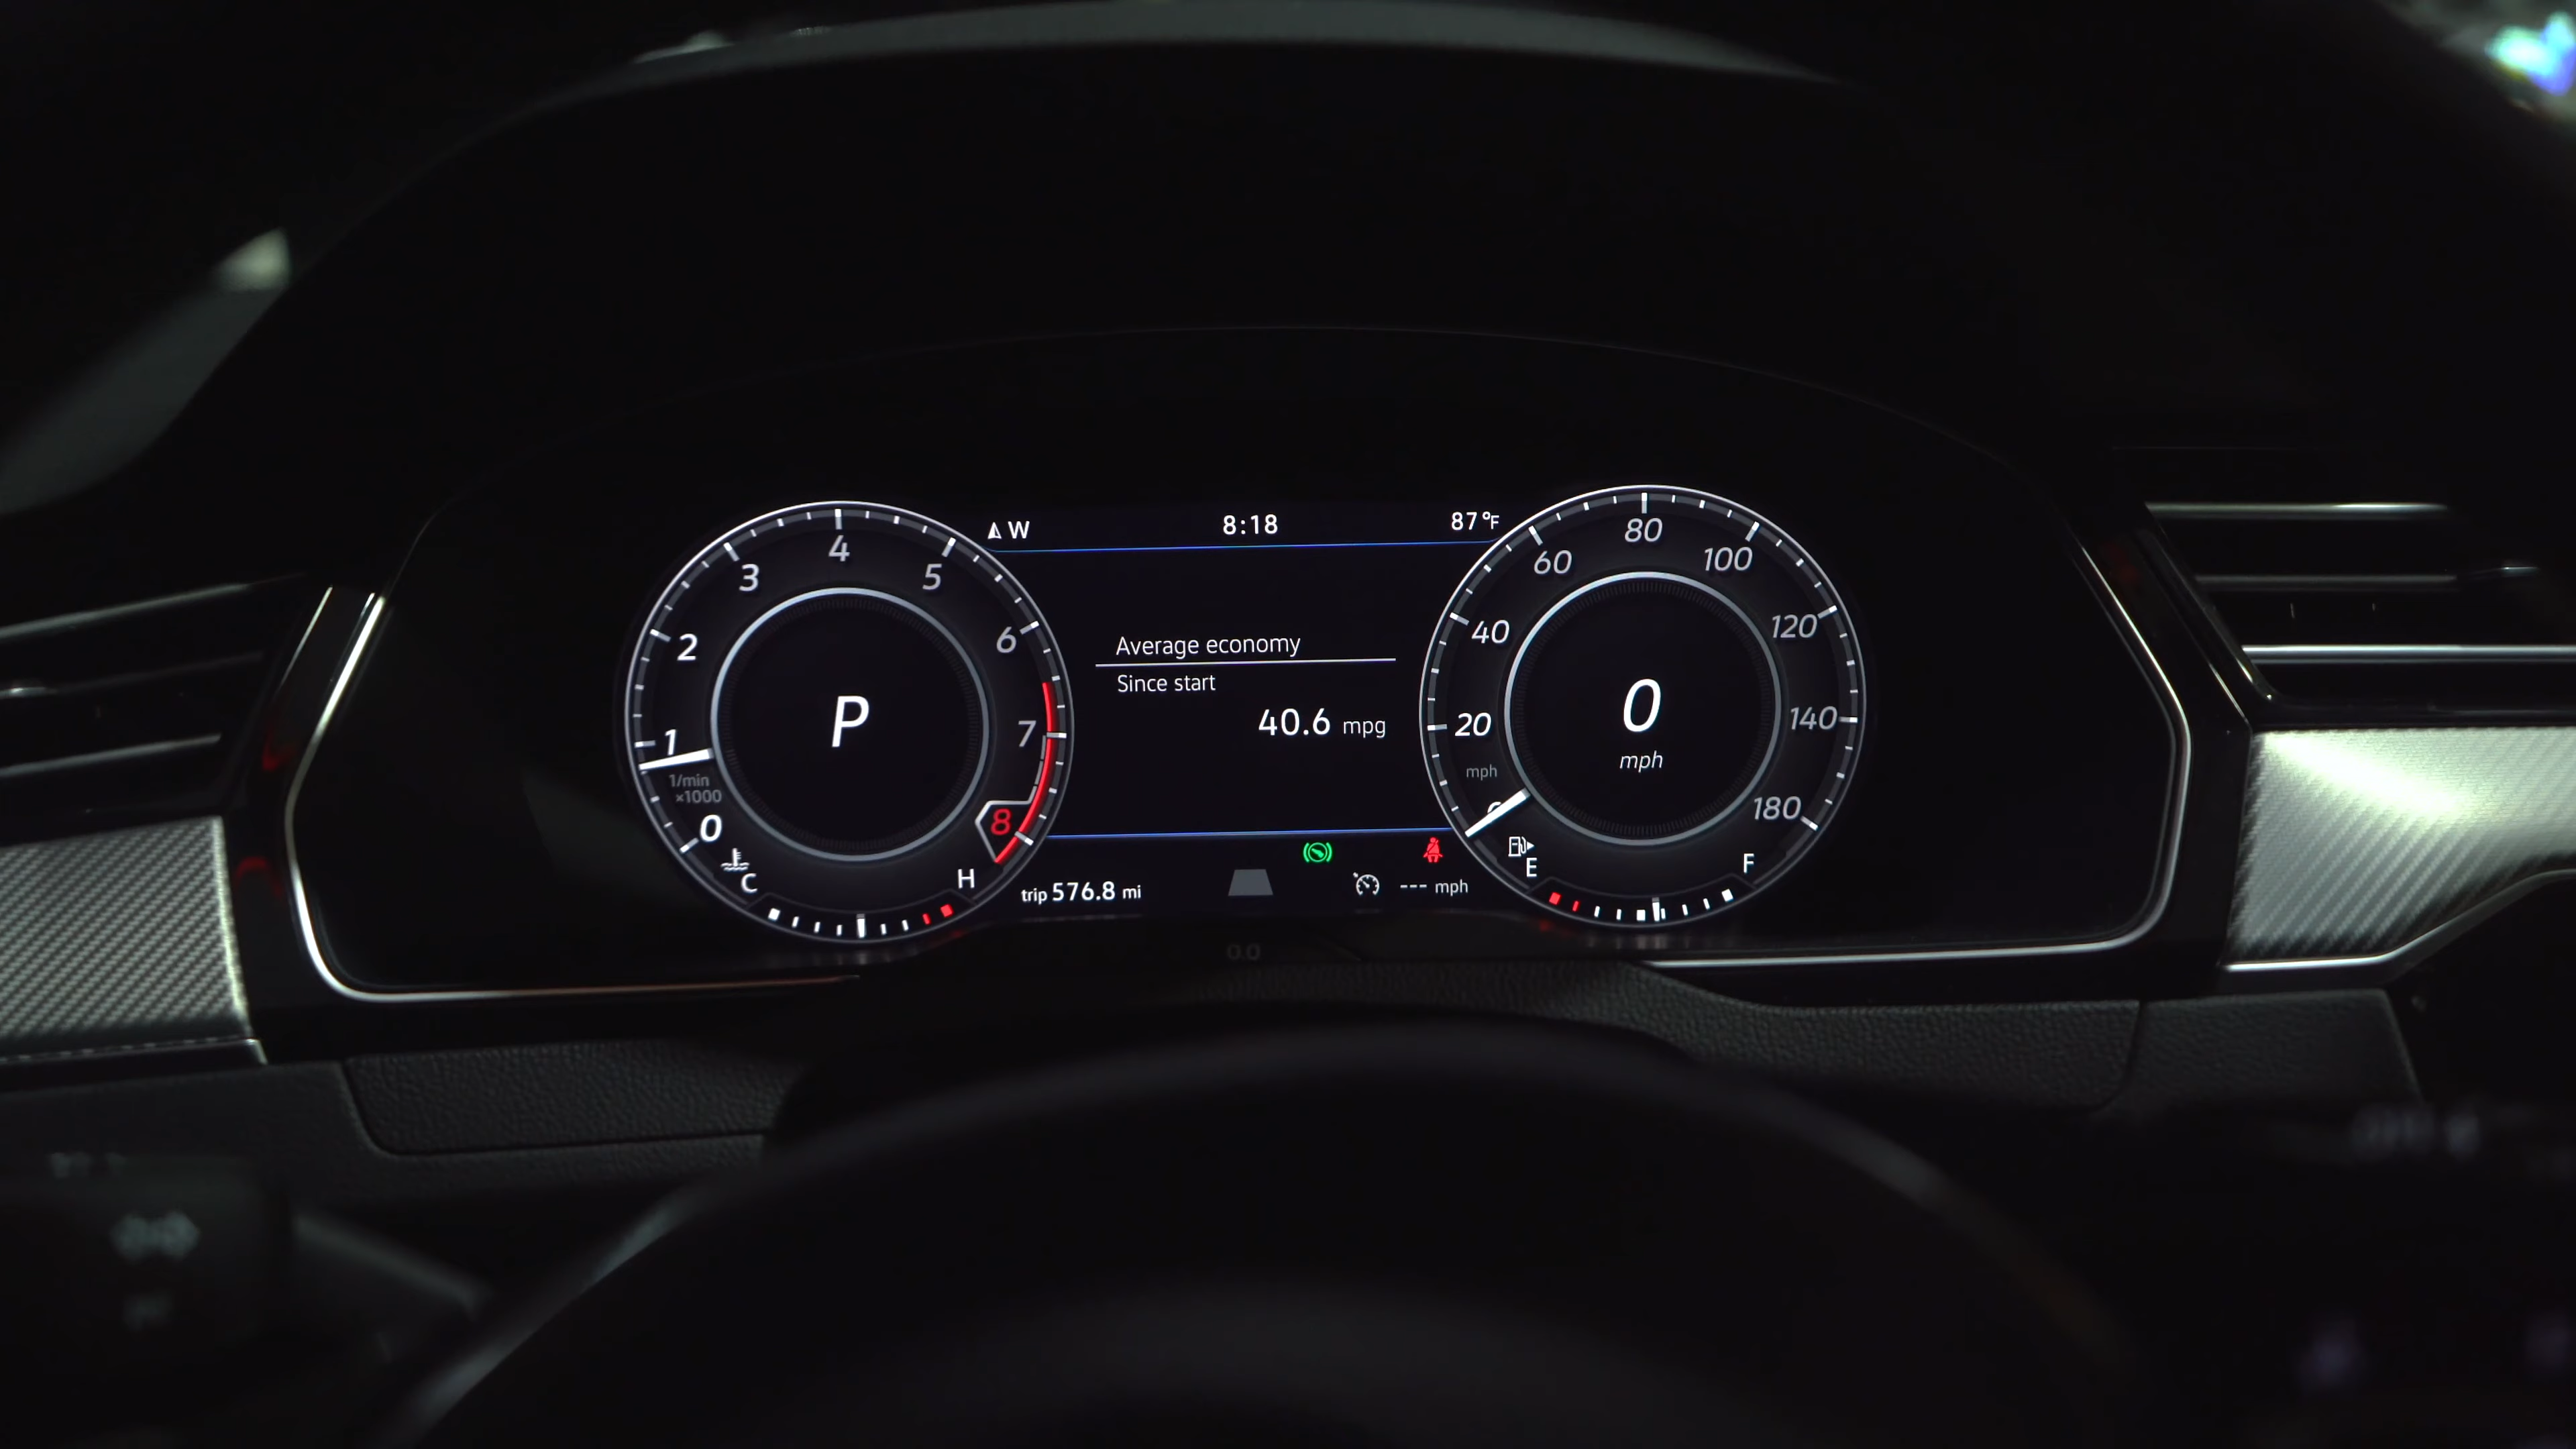 W 8:18 87°F
0 1 2 3 4 5 6 7 8
1/min
×1000
P
C H
Average economy
Since start
40.6 mpg
20 40 60 80 100 120 140 180
mph
0
mph
E F
trip 576.8 mi
--- mph
0.0